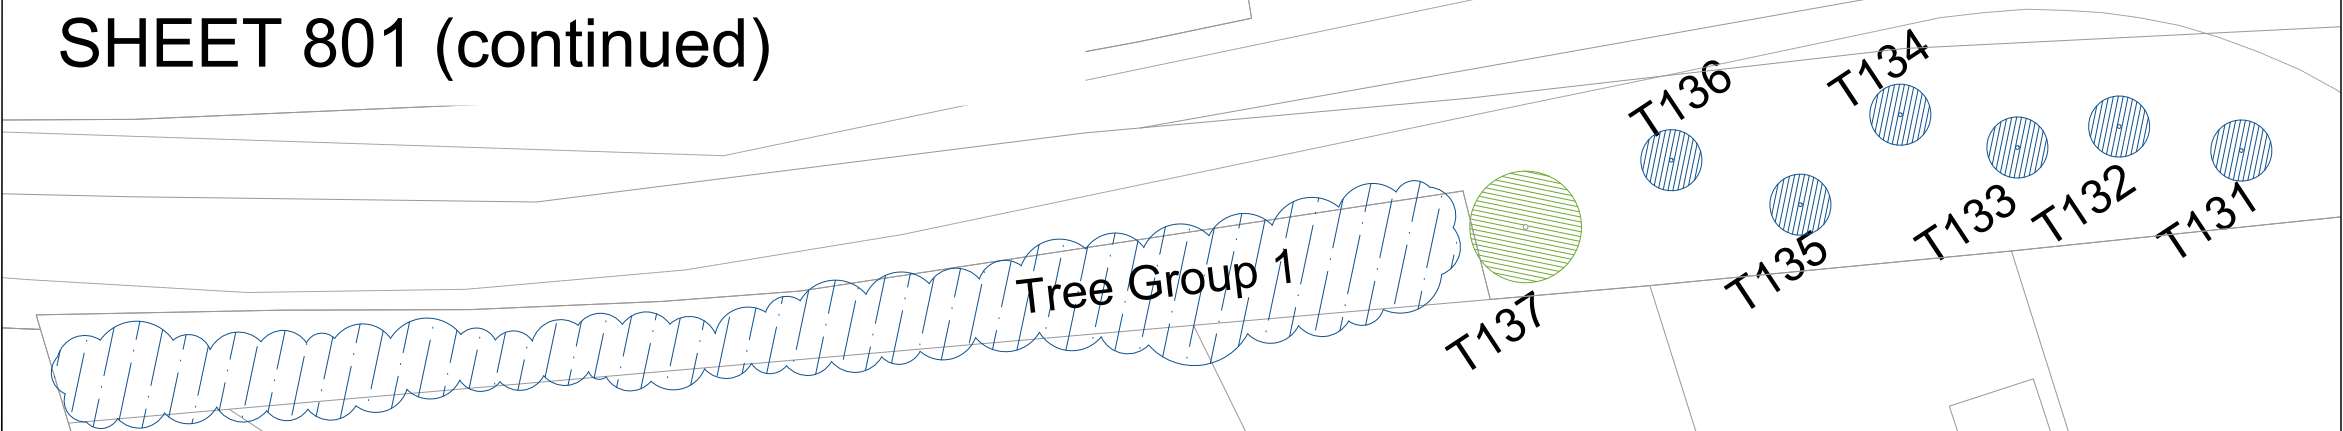 SHEET 801 (continued)
T136
T134
T133
T132
T131
T135
Tree Group 1
T137